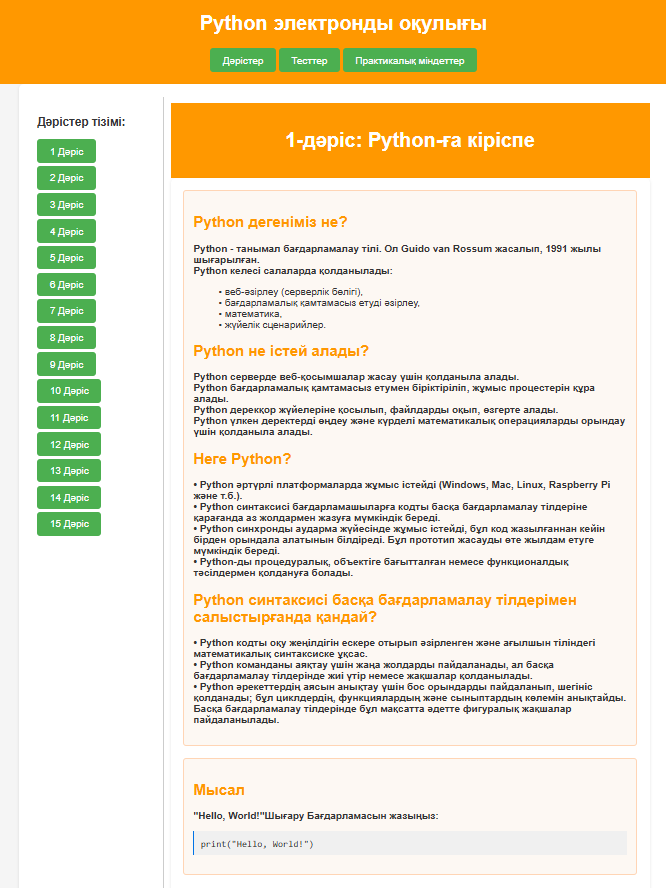 Python электронды оқулығы
Дәрістер Тесттер Практикалық міндеттер
Дәрістер тізімі:
1 Дәріс
2 Дәріс
3 Дәріс
4 Дәріс
5 Дәріс
6 Дәріс
7 Дәріс
8 Дәріс
9 Дәріс
10 Дәріс
11 Дәріс
12 Дәріс
13 Дәріс
14 Дәріс
15 Дәріс
1-дәріс: Python-ға кіріспе
Python дегеніміз не?
Python - танымал бағдарламалау тілі. Ол Guido van Rossum жасалып, 1991 жылы
шығарылған.
Python келесі салаларда қолданылады:
• веб-әзірлеу (серверлік бөлігі),
• бағдарламалық қамтамасыз етуді әзірлеу,
• математика,
• жүйелік сценарийлер.
Python не істей алады?
Python серверде веб-қосымшалар жасау үшін қолданыла алады.
Python бағдарламалық қамтамасыз етумен біріктіріліп, жұмыс процестерін құра
алады.
Python дерекқор жүйелеріне қосылып, файлдарды оқып, өзгерте алады.
Python үлкен деректерді өңдеу және күрделі математикалық операцияларды орындау
үшін қолданыла алады.
Неге Python?
• Python әртүрлі платформаларда жұмыс істейді (Windows, Mac, Linux, Raspberry Pi
және т.б.).
• Python синтаксисі бағдарламашыларға кодты басқа бағдарламалау тілдеріне
қарағанда аз жолдармен жазуға мүмкіндік береді.
• Python синхронды аударма жүйесінде жұмыс істейді, бұл код жазылғаннан кейін
бірден орындала алатынын білдіреді. Бұл прототип жасауды өте жылдам етуге
мүмкіндік береді.
• Python-ды процедуралық, объектіге бағытталған немесе функционалдық
тәсілдермен қолдануға болады.
Python синтаксисі басқа бағдарламалау тілдерімен
салыстырғанда қандай?
• Python кодты оқу жеңілдігін ескере отырып әзірленген және ағылшын тіліндегі
математикалық синтаксиске ұқсас.
• Python команданы аяқтау үшін жаңа жолдарды пайдаланады, ал басқа
бағдарламалау тілдерінде жиі үтір немесе жақшалар қолданылады.
• Python әрекеттердің аясын анықтау үшін бос орындарды пайдаланып, шегініс
қолданады; бұл циклдердің, функциялардың және сыныптардың көлемін анықтайды.
Басқа бағдарламалау тілдерінде бұл мақсатта әдетте фигуралық жақшалар
пайдаланылады.
Мысал
"Hello, World!"Шығару Бағдарламасын жазыңыз:
print("Hello, World!")